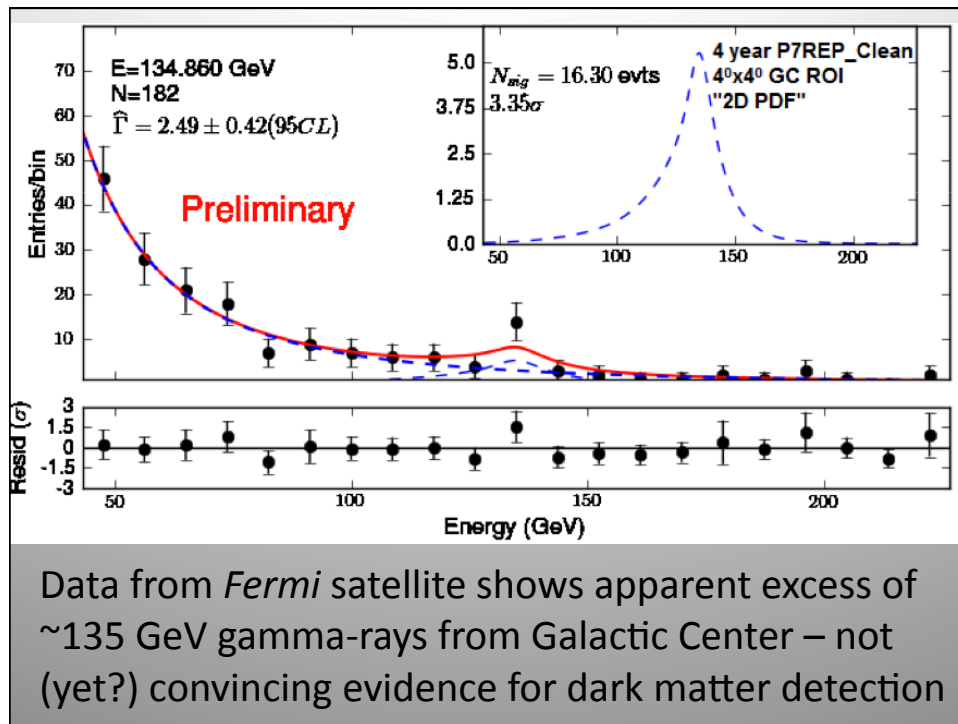 E=134.860 GeV
N=182
Γ̂ = 2.49 ± 0.42(95CL)
Preliminary
Entries/bin
70
60
50
40
30
20
10
N_sig = 16.30 evts
3.35σ
4 year P7REP_Clean
4⁰x4⁰ GC ROI
"2D PDF"
5.0
3.75
2.5
1.25
0.0
50 100 150 200
Resid (σ)
3
1.5
0
-1.5
-3
50 100 150 200
Energy (GeV)
Data from Fermi satellite shows apparent excess of
~135 GeV gamma-rays from Galactic Center – not
(yet?) convincing evidence for dark matter detection